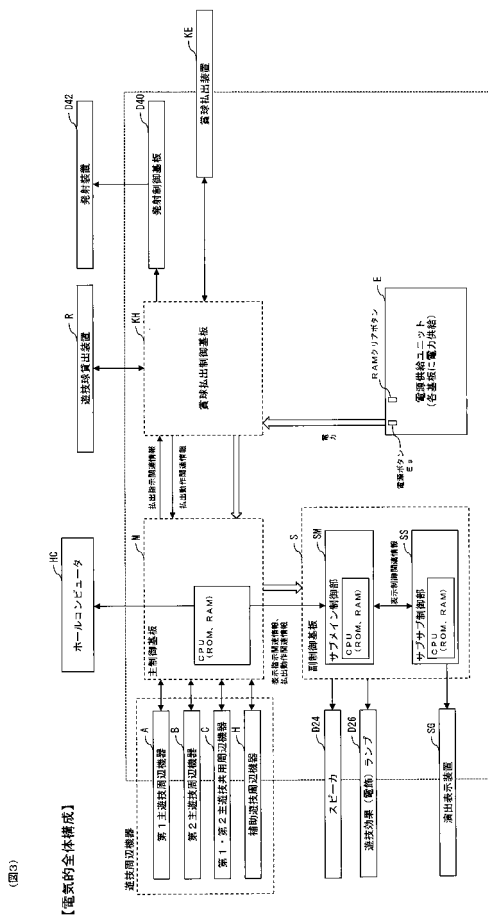 (図3)
【電気的全体構成】
HC
ホールコンピュータ
R
遊技球貸出装置
D42
発射装置
D40
発射制御基板
KE
賞球払出装置
遊技周辺機器
A
第1主遊技周辺機器
B
第2主遊技周辺機器
C
第1・第2主遊技共用周辺機器
H
補助遊技周辺機器
M
主制御基板
CPU
(ROM、RAM)
払出指示関連情報
払出動作関連情報
KH
賞球払出制御基板
表示指示関連情報、
払出動作関連情報
電力
D24
スピーカ
D26
遊技効果(電飾)ランプ
SG
演出表示装置
S
副制御基板
SM
サブメイン制御部
CPU
(ROM、RAM)
表示制御関連情報
SS
サブサブ制御部
CPU
(ROM、RAM)
E
RAMクリアボタン
電源ボタン
電源供給ユニット
(各基板に電力供給)